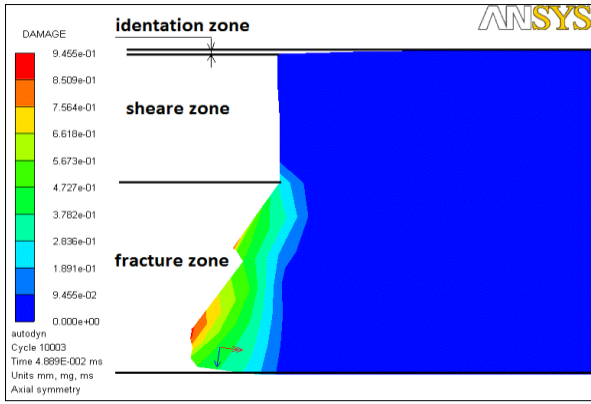 identation zone
ANSYS
DAMAGE
9.455e-01
8.509e-01
7.564e-01
6.618e-01
5.673e-01
4.727e-01
3.782e-01
2.836e-01
1.891e-01
9.455e-02
0.000e+00
sheare zone
fracture zone
autodyn
Cycle 10003
Time 4.889E-002 ms
Units mm, mg, ms
Axial symmetry